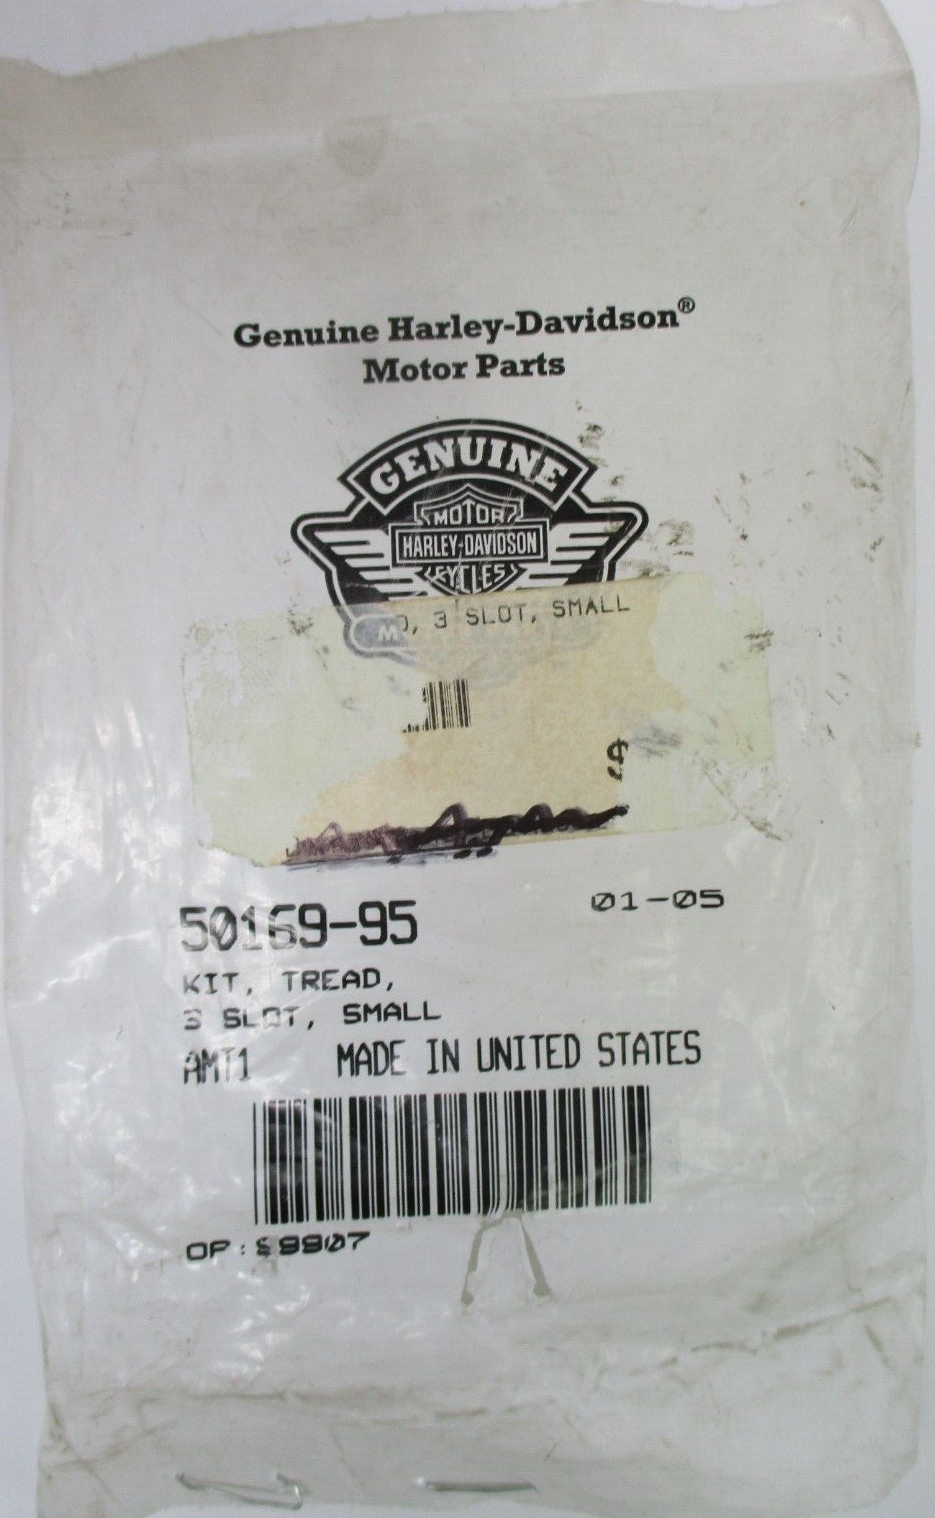 Genuine Harley-Davidson®
Motor Parts
GENUINE
MOTOR
HARLEY-DAVIDSON
CYCLES
M
, 3 SLOT, SMALL
50169-95
01-05
KIT, TREAD,
3 SLOT, SMALL
AMT1 MADE IN UNITED STATES
OP:S9907